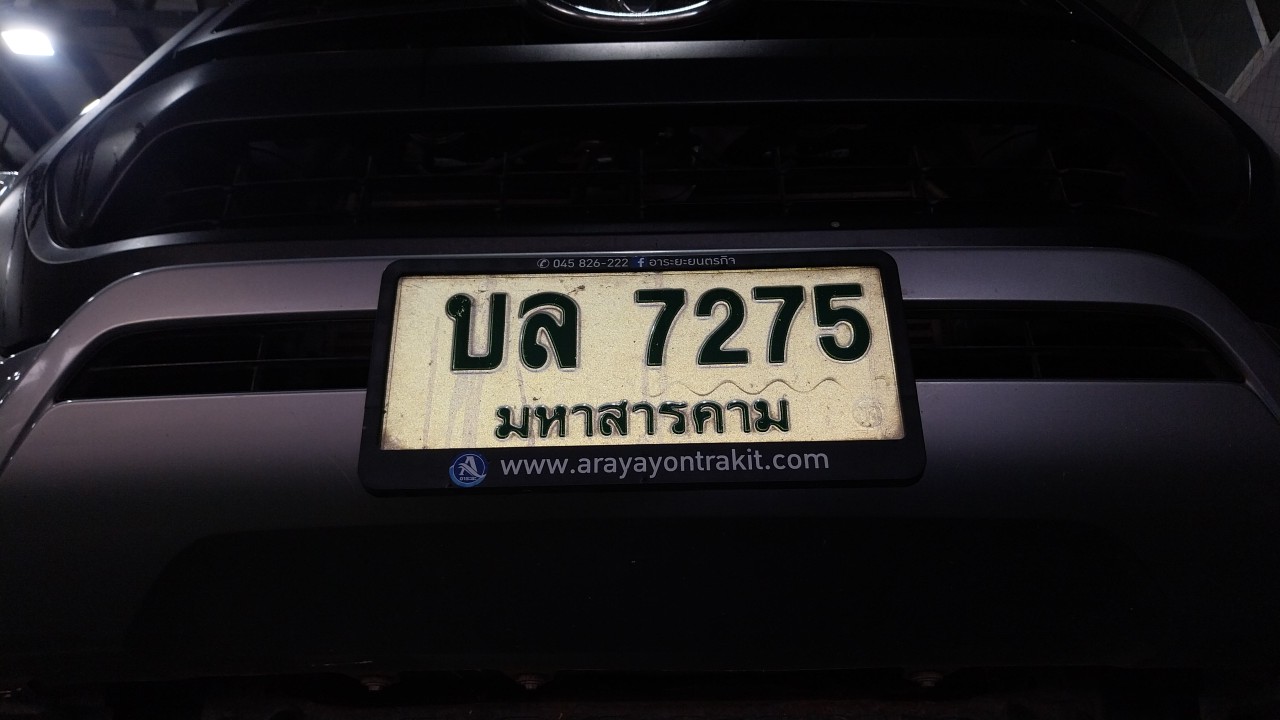 045 826-222 f อาระยะยนตรกิจ
บล 7275
มหาสารคาม
www.arayayontrakit.com